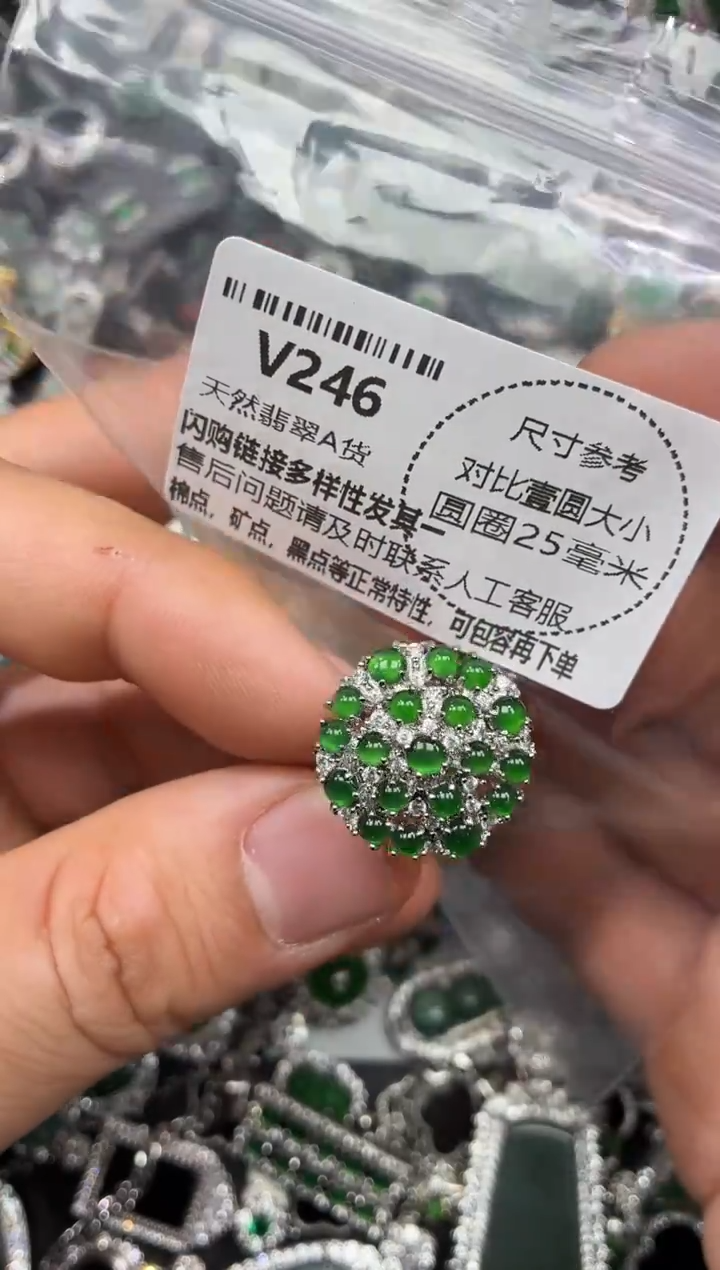 V246
天然翡翠A货
闪购链接多样性发其一
售后问题请及时联系人工客服
棉点，矿点，黑点等正常特性，可包容再下单
尺寸参考
对比壹圆大小
圆圈25毫米